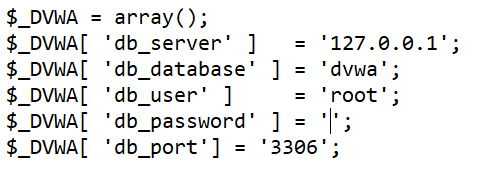 $_DVWA = array();
$_DVWA[ 'db_server' ]   = '127.0.0.1';
$_DVWA[ 'db_database' ] = 'dvwa';
$_DVWA[ 'db_user' ]     = 'root';
$_DVWA[ 'db_password' ] = '';
$_DVWA[ 'db_port'] = '3306';